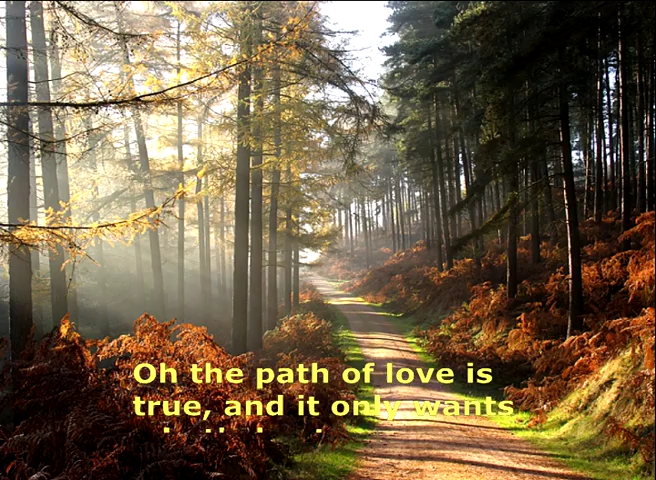 Oh the path of love is
true, and it only wants